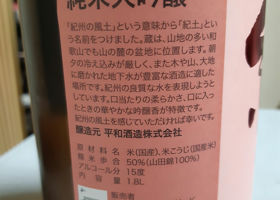 純米大吟醸
「紀州の風土」という意味から「紀土」とい
う名前をつけました。蔵は、山地の多い和
歌山でも山の麓の盆地に位置します。朝
夕の冷え込みが厳しく、また木や山、大地
に磨かれた地下水が豊富な酒造に適した
場所です。紀州の良質な水を表現しようと
しています。口当たりの柔らかさ、口に入っ
たときの華やかな吟醸香が特徴です。
紀州の風土を感じていただければ幸いです。
醸造元 平和酒造株式会社
原材料名 米(国産)、米こうじ(国産米)
精米歩合 50%(山田錦100%)
アルコール分 15度
内容量 1.8L
販売者